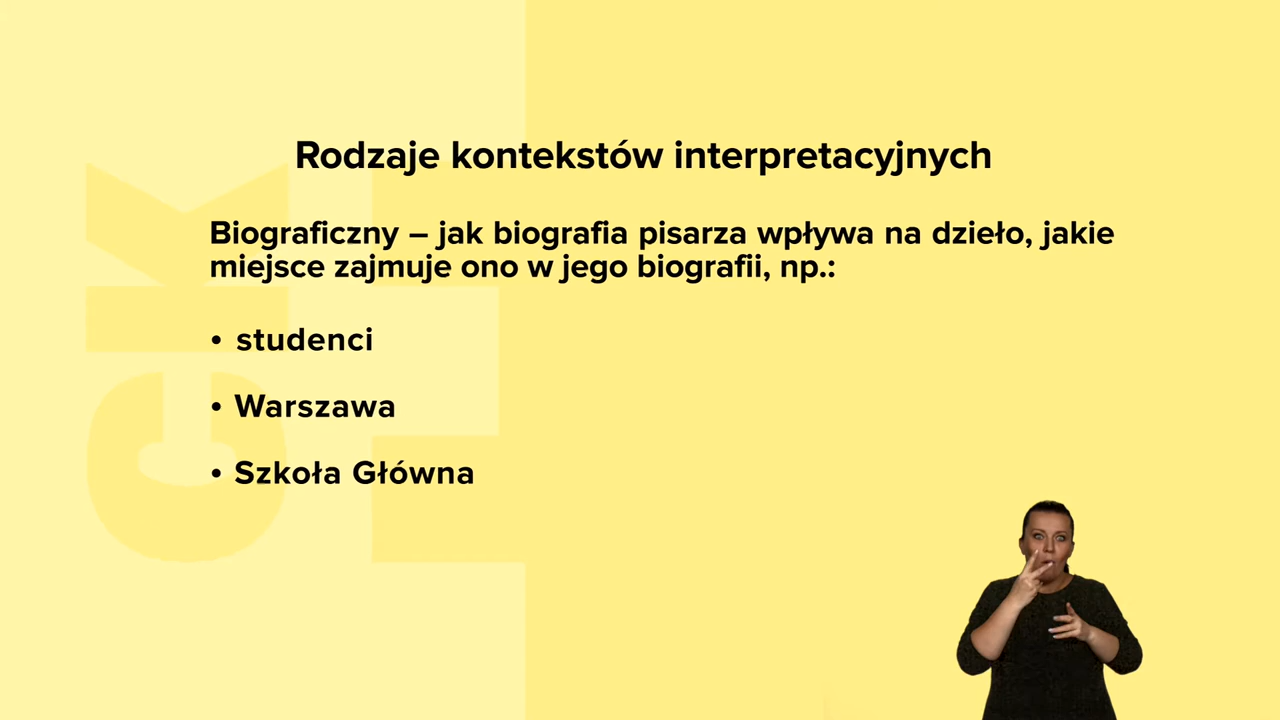 Rodzaje kontekstów interpretacyjnych
Biograficzny – jak biografia pisarza wpływa na dzieło, jakie
miejsce zajmuje ono w jego biografii, np.:
• studenci
• Warszawa
• Szkoła Główna